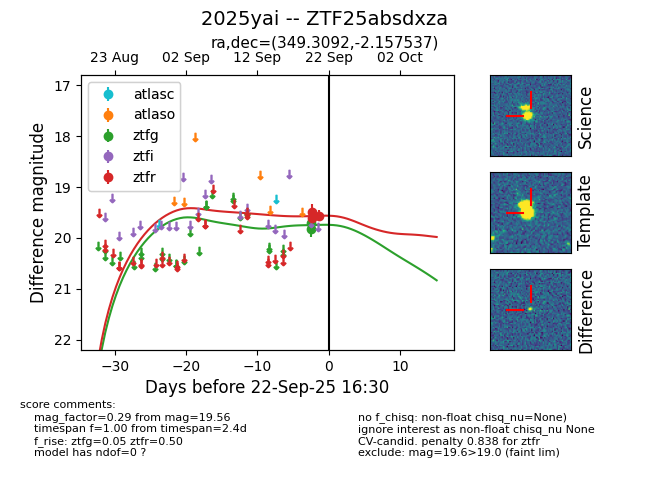 2025yai -- ZTF25absdxza
ra,dec=(349.3092,-2.157537)
23 Aug 02 Sep 12 Sep 22 Sep 02 Oct
atlasc
atlaso
ztfg
ztfi
ztfr
17
18
19
20
21
22
Difference magnitude
−30 −20 −10 0 10
Days before 22-Sep-25 16:30
Science
Template
Difference
score comments:
mag_factor=0.29 from mag=19.56
timespan f=1.00 from timespan=2.4d
f_rise: ztfg=0.05 ztfr=0.50
model has ndof=0 ?
no f_chisq: non-float chisq_nu=None)
ignore interest as non-float chisq_nu None
CV-candid. penalty 0.838 for ztfr
exclude: mag=19.6>19.0 (faint lim)